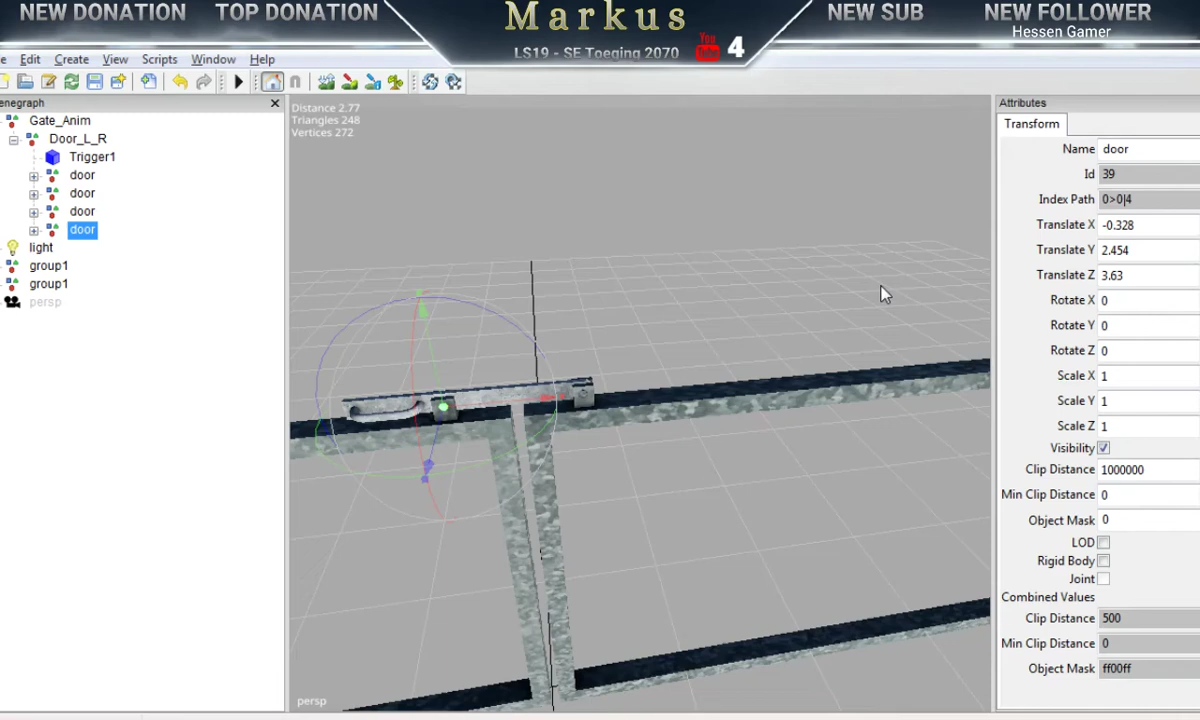 NEW DONATION
TOP DONATION
Markus
NEW SUB
NEW FOLLOWER
Hessen Gamer
LS19 - SE Toeging 2070
You Tube
4
e Edit Create View Scripts Window Help
enegraph
Gate_Anim
Door_L_R
Trigger1
door
door
door
door
light
group1
group1
persp
Distance 2.77
Triangles 248
Vertices 272
persp
Attributes
Transform
Name door
Id 39
Index Path 0>0|4
Translate X -0.328
Translate Y 2.454
Translate Z 3.63
Rotate X 0
Rotate Y 0
Rotate Z 0
Scale X 1
Scale Y 1
Scale Z 1
Visibility
Clip Distance 1000000
Min Clip Distance 0
Object Mask 0
LOD
Rigid Body
Joint
Combined Values
Clip Distance 500
Min Clip Distance 0
Object Mask ff00ff